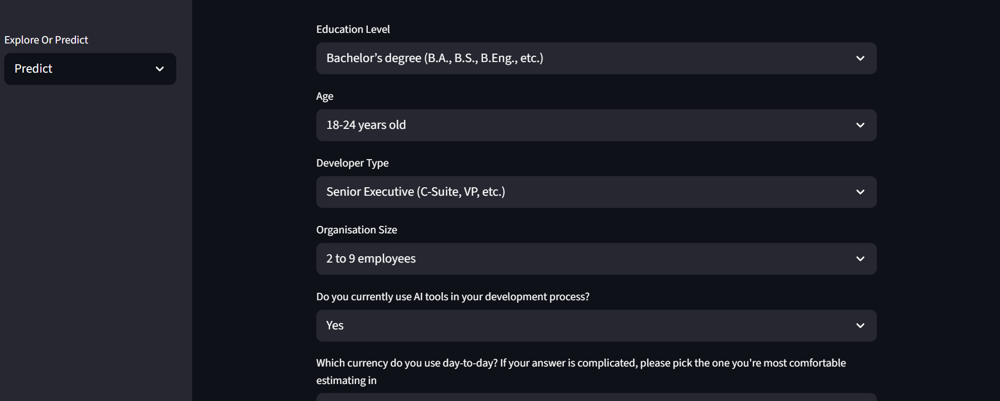 Explore Or Predict
Predict
Education Level
Bachelor’s degree (B.A., B.S., B.Eng., etc.)
Age
18-24 years old
Developer Type
Senior Executive (C-Suite, VP, etc.)
Organisation Size
2 to 9 employees
Do you currently use AI tools in your development process?
Yes
Which currency do you use day-to-day? If your answer is complicated, please pick the one you're most comfortable
estimating in